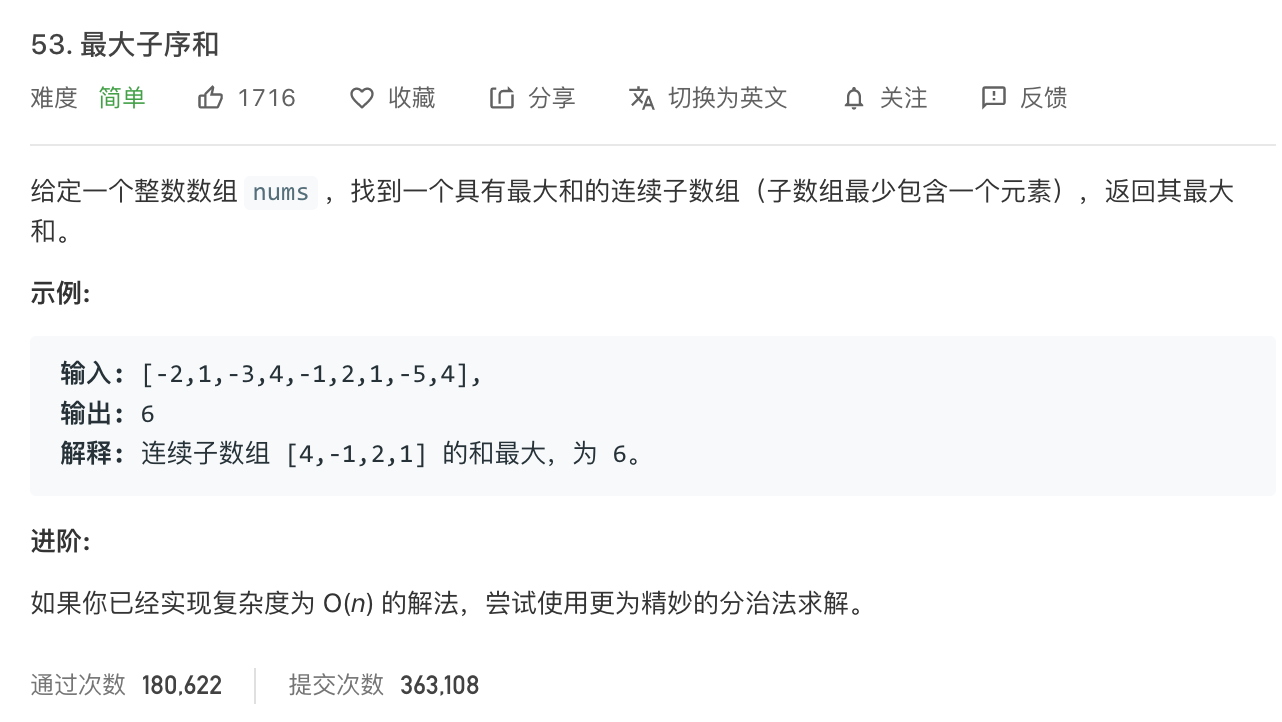 53. 最大子序和
难度 简单 1716 收藏 分享 切换为英文 关注 反馈
给定一个整数数组 nums ，找到一个具有最大和的连续子数组（子数组最少包含一个元素），返回其最大
和。
示例:
输入: [-2,1,-3,4,-1,2,1,-5,4],
输出: 6
解释: 连续子数组 [4,-1,2,1] 的和最大，为 6。
进阶:
如果你已经实现复杂度为 O(n) 的解法，尝试使用更为精妙的分治法求解。
通过次数 180,622 提交次数 363,108